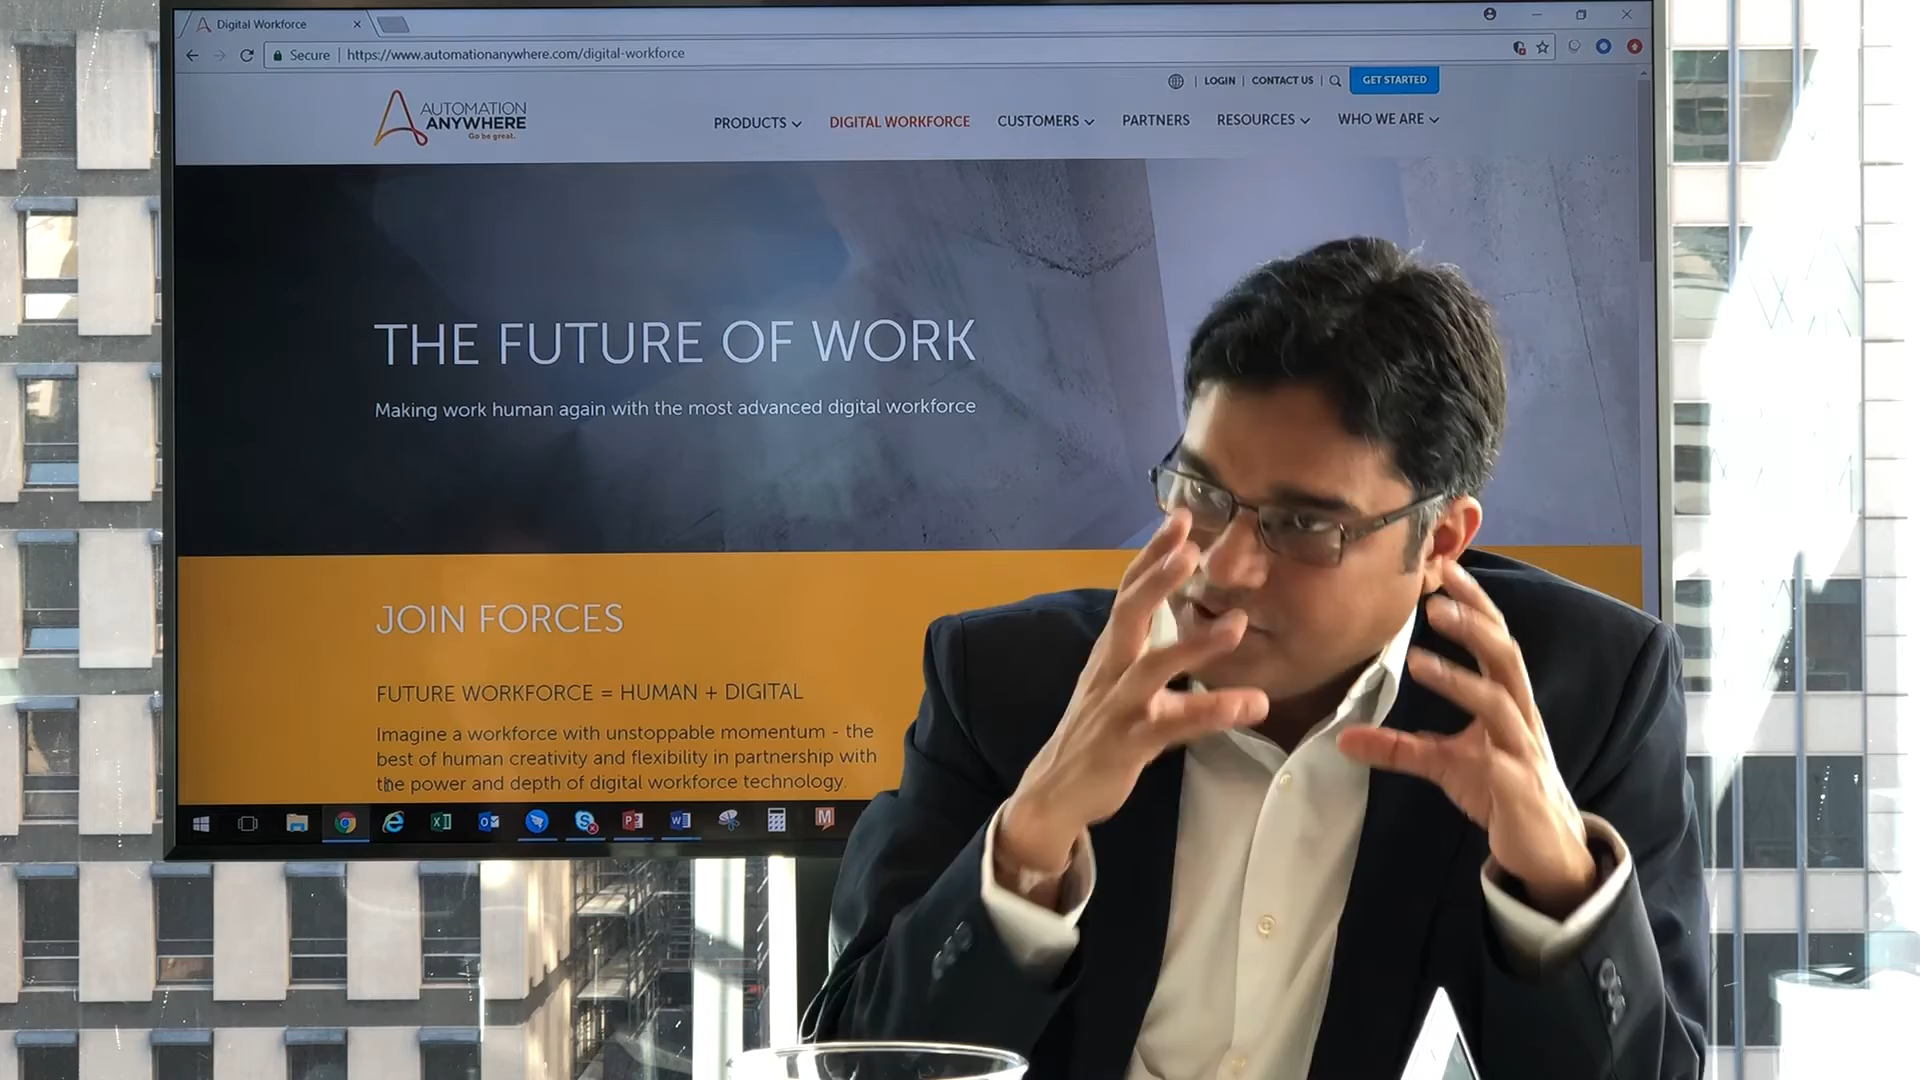 Digital Workforce
Secure https://www.automationanywhere.com/digital-workforce
LOGIN | CONTACT US | GET STARTED
AUTOMATION
ANYWHERE
Go be great.
PRODUCTS DIGITAL WORKFORCE CUSTOMERS PARTNERS RESOURCES WHO WE ARE
THE FUTURE OF WORK
Making work human again with the most advanced digital workforce
JOIN FORCES
FUTURE WORKFORCE = HUMAN + DIGITAL
Imagine a workforce with unstoppable momentum - the
best of human creativity and flexibility in partnership with
the power and depth of digital workforce technology.